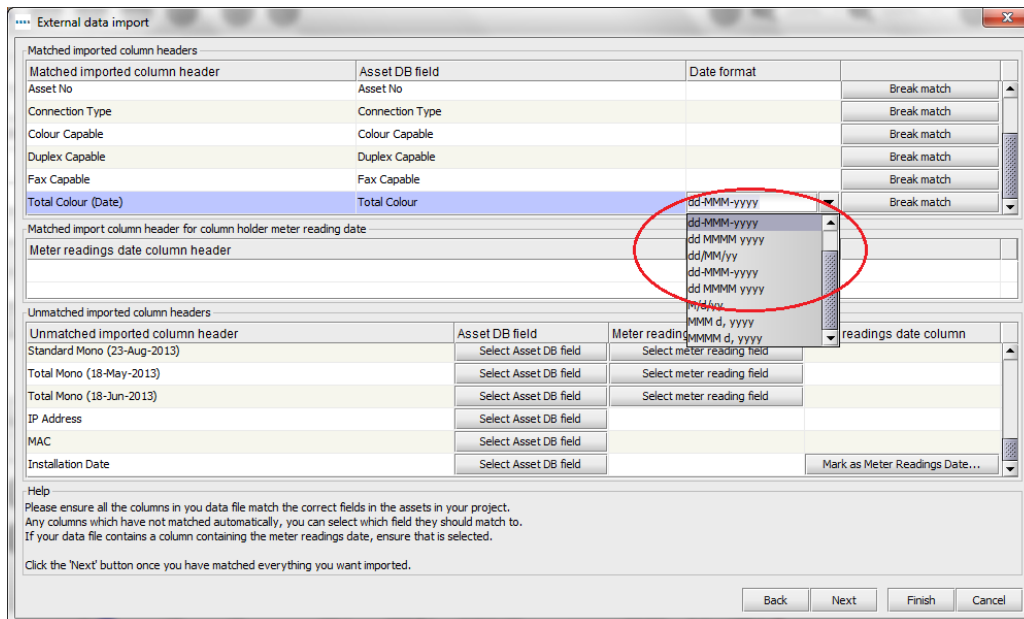 External data import
Matched imported column headers
Matched imported column header Asset DB field Date format
Asset No Asset No Break match
Connection Type Connection Type Break match
Colour Capable Colour Capable Break match
Duplex Capable Duplex Capable Break match
Fax Capable Fax Capable Break match
Total Colour (Date) Total Colour dd-MMM-yyyy Break match
dd-MMM-yyyy
dd MMMM yyyy
dd/MM/yy
dd-MMM-yyyy
dd MMMM yyyy
M/d/yy
MMM d, yyyy
MMMM d, yyyy
Matched import column header for column holder meter reading date
Meter readings date column header
Unmatched imported column headers
Unmatched imported column header Asset DB field Meter reading readings date column
Standard Mono (23-Aug-2013) Select Asset DB field Select meter reading field
Total Mono (18-May-2013) Select Asset DB field Select meter reading field
Total Mono (18-Jun-2013) Select Asset DB field Select meter reading field
IP Address Select Asset DB field
MAC Select Asset DB field
Installation Date Select Asset DB field Mark as Meter Readings Date...
Help
Please ensure all the columns in you data file match the correct fields in the assets in your project.
Any columns which have not matched automatically, you can select which field they should match to.
If your data file contains a column containing the meter readings date, ensure that is selected.
Click the 'Next' button once you have matched everything you want imported.
Back Next Finish Cancel